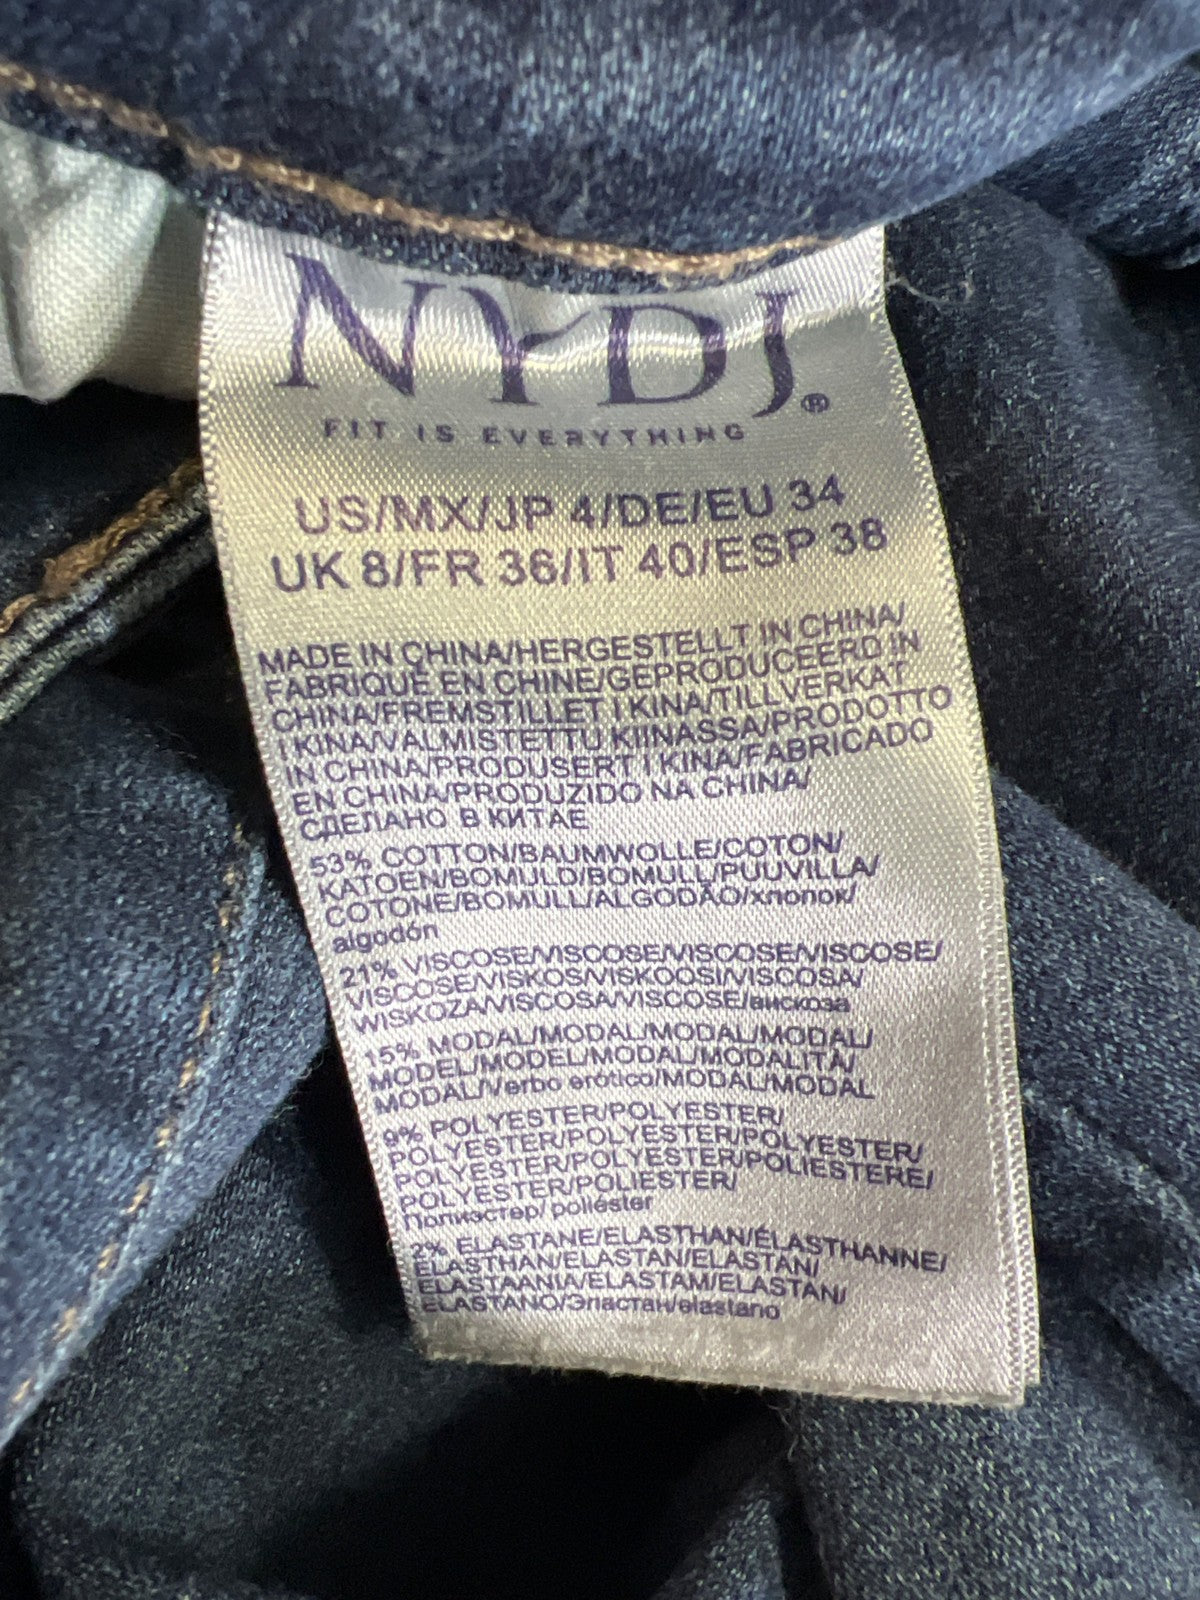 NYDJ®
FIT IS EVERYTHING
US/MX/JP 4/DE/EU 34
UK 8/FR 36/IT 40/ESP 38
MADE IN CHINA/HERGESTELLT IN CHINA/
FABRIQUÉ EN CHINE/GEPRODUCEERD IN
CHINA/FREMSTILLET I KINA/TILLVERKAT
I KINA/VALMISTETTU KIINASSA/PRODOTTO
IN CHINA/PRODUSERT I KINA/FABRICADO
EN CHINA/PRODUZIDO NA CHINA/
СДЕЛАНО В КИТАЕ
53% COTTON/BAUMWOLLE/COTON/
KATOEN/BOMULD/BOMULL/PUUVILLA/
COTONE/BOMULL/ALGODÃO/хлопок/
algodón
21% VISCOSE/VISCOSE/VISCOSE/VISCOSE/
VISCOSE/VISKOS/VISKOOSI/VISCOSA/
WISKOZA/VISCOSA/VISCOSE/вискоза
15% MODAL/MODAL/MODAL/MODAL/
MODEL/MODEL/MODAL/MODALITÀ/
MODAL/Verbo erótico/MODAL/MODAL
9% POLYESTER/POLYESTER/
POLYESTER/POLYESTER/POLYESTER/
POLYESTER/POLYESTER/POLIESTERE/
POLYESTER/POLIESTER/
Полиэстер/poliéster
2% ELASTANE/ELASTHAN/ÉLASTHANNE/
ELASTHAN/ELASTAN/ELASTAN/
ELASTAANIA/ELASTAM/ELASTAN/
ELASTANO/Эластан/elastano